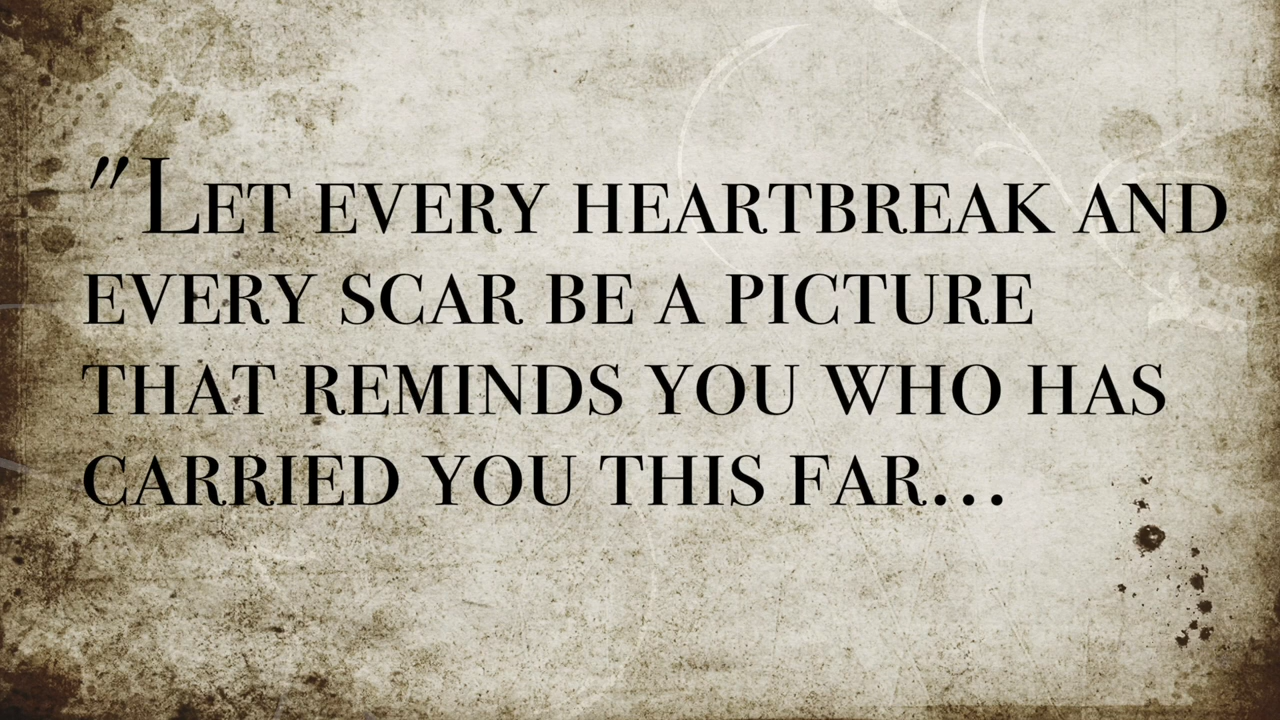 "Let every heartbreak and
every scar be a picture
that reminds you who has
carried you this far...